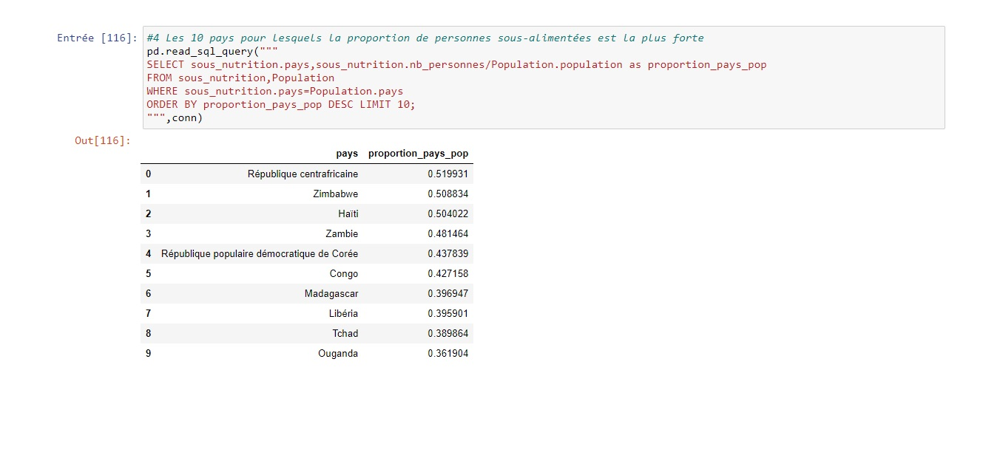 Entrée [116]: #4 Les 10 pays pour lesquels la proportion de personnes sous-alimentées est la plus forte
pd.read_sql_query("""
SELECT sous_nutrition.pays,sous_nutrition.nb_personnes/Population.population as proportion_pays_pop
FROM sous_nutrition,Population
WHERE sous_nutrition.pays=Population.pays
ORDER BY proportion_pays_pop DESC LIMIT 10;
""",conn)
Out[116]:
pays proportion_pays_pop
0 République centrafricaine 0.519931
1 Zimbabwe 0.508834
2 Haïti 0.504022
3 Zambie 0.481464
4 République populaire démocratique de Corée 0.437839
5 Congo 0.427158
6 Madagascar 0.396947
7 Libéria 0.395901
8 Tchad 0.389864
9 Ouganda 0.361904